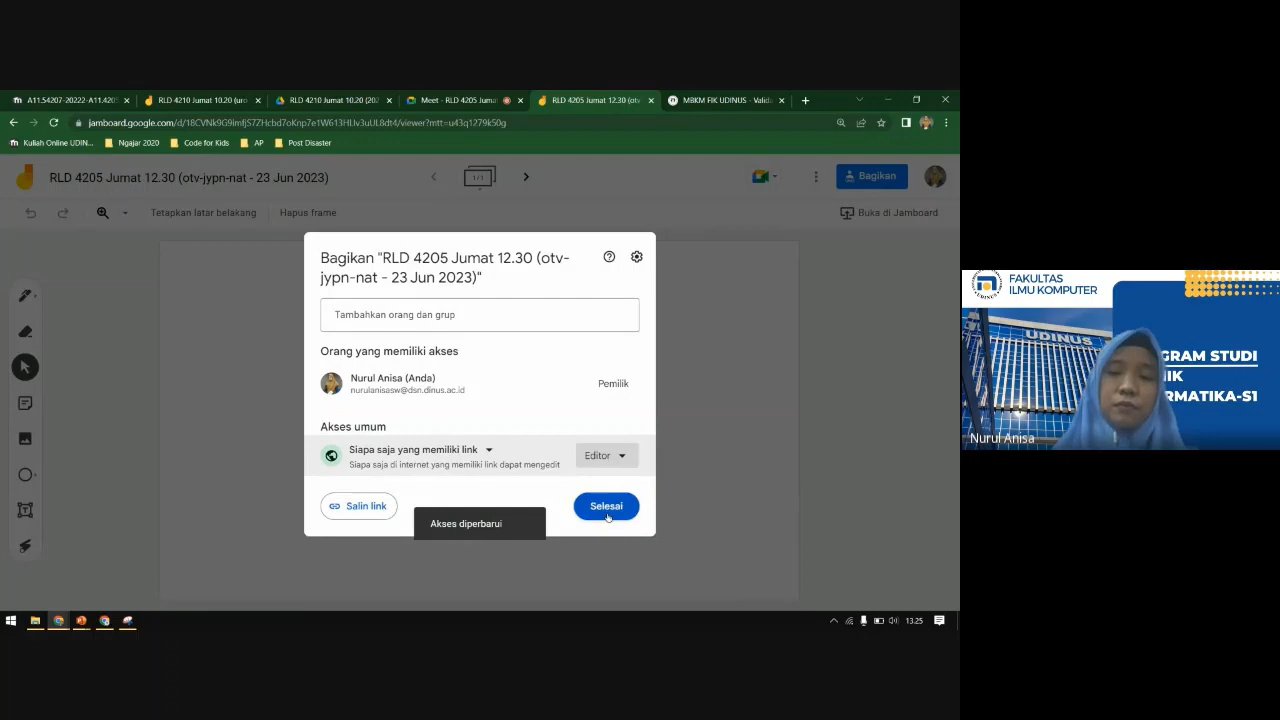 A11.54207-20222-A11.420
RLD 4210 Jumat 10.20 (uro
RLD 4210 Jumat 10.20 (202
Meet - RLD 4205 Jumat
RLD 4205 Jumat 12.30 (otv
MBKM FIK UDINUS - Valida
jamboard.google.com/d/18CVNk9G9imfjS7ZHcbd7oKnp7e1W613HLIv3uUL8dt4/viewer?mtt=u43q1279k50g
Kuliah Online UDIN...
Ngajar 2020
Code for Kids
AP
Post Disaster
RLD 4205 Jumat 12.30 (otv-jypn-nat - 23 Jun 2023)
1/1
Bagikan
Tetapkan latar belakang
Hapus frame
Buka di Jamboard
Bagikan "RLD 4205 Jumat 12.30 (otv-
jypn-nat - 23 Jun 2023)"
Tambahkan orang dan grup
Orang yang memiliki akses
Nurul Anisa (Anda)
nurulanisasw@dsn.dinus.ac.id
Pemilik
Akses umum
Siapa saja yang memiliki link
Siapa saja di internet yang memiliki link dapat mengedit
Editor
Salin link
Selesai
Akses diperbarui
13.25
FAKULTAS
ILMU KOMPUTER
UDINUS
GRAM STUDI
IK
RMATIKA-S1
Nurul Anisa